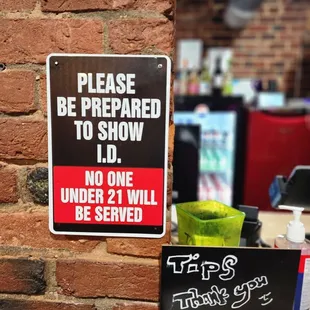 PLEASE
BE PREPARED
TO SHOW
I.D.
NO ONE
UNDER 21 WILL
BE SERVED
Tips
Thank you